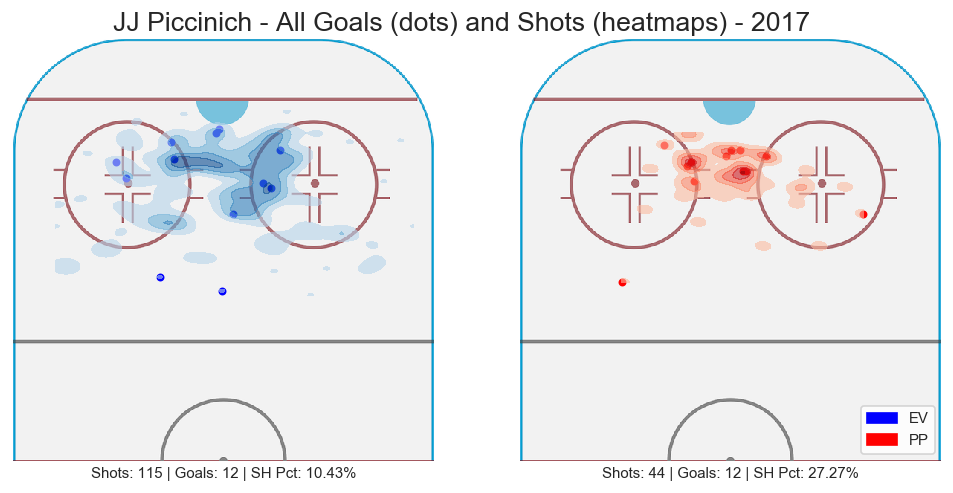 JJ Piccinich - All Goals (dots) and Shots (heatmaps) - 2017
EV
PP
Shots: 115 | Goals: 12 | SH Pct: 10.43%
Shots: 44 | Goals: 12 | SH Pct: 27.27%